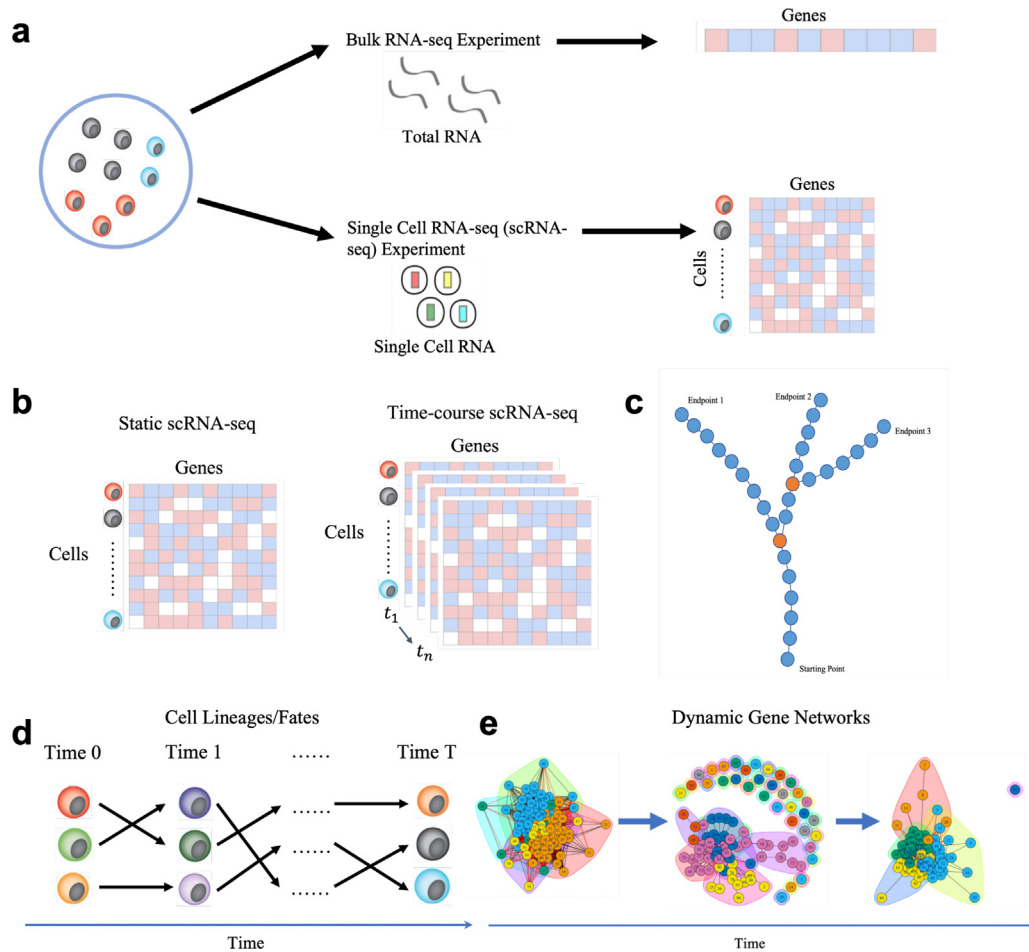 a
Bulk RNA-seq Experiment
Genes
Total RNA
Single Cell RNA-seq (scRNA-
seq) Experiment
Genes
Cells
Single Cell RNA
b
Static scRNA-seq
Genes
Cells
Time-course scRNA-seq
Genes
Cells
t1
tn
c
Endpoint 1
Endpoint 2
Endpoint 3
Starting Point
d
Cell Lineages/Fates
Time 0 Time 1 ...... Time T
......
......
......
Time
e
Dynamic Gene Networks
Time